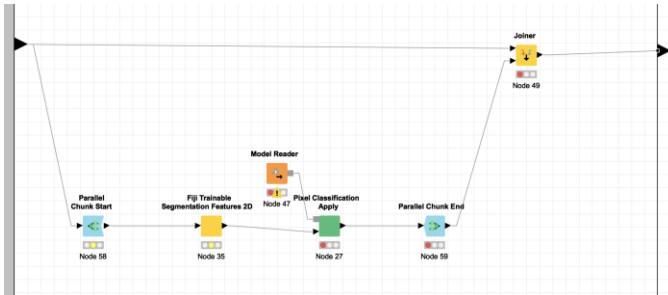 Joiner
Node 49
Model Reader
Node 47
Parallel
Chunk Start
Node 58
Fiji Trainable
Segmentation Features 2D
Node 35
Pixel Classification
Apply
Node 27
Parallel Chunk End
Node 59